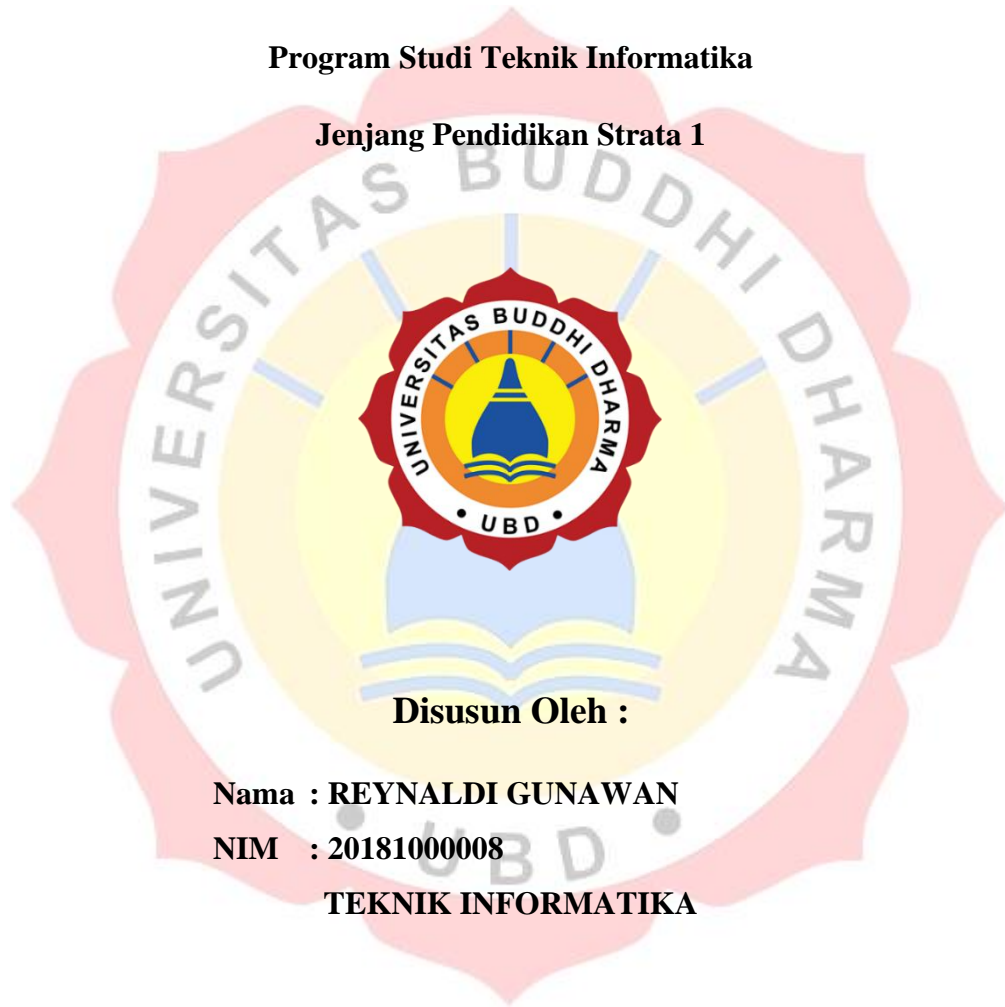 Program Studi Teknik Informatika
Jenjang Pendidikan Strata 1
UNIVERSITAS BUDDHI DHARMA
• UBD •
UNIVERSITAS BUDDHI DHARMA
• UBD •
Disusun Oleh :
Nama : REYNALDI GUNAWAN
NIM : 20181000008
TEKNIK INFORMATIKA